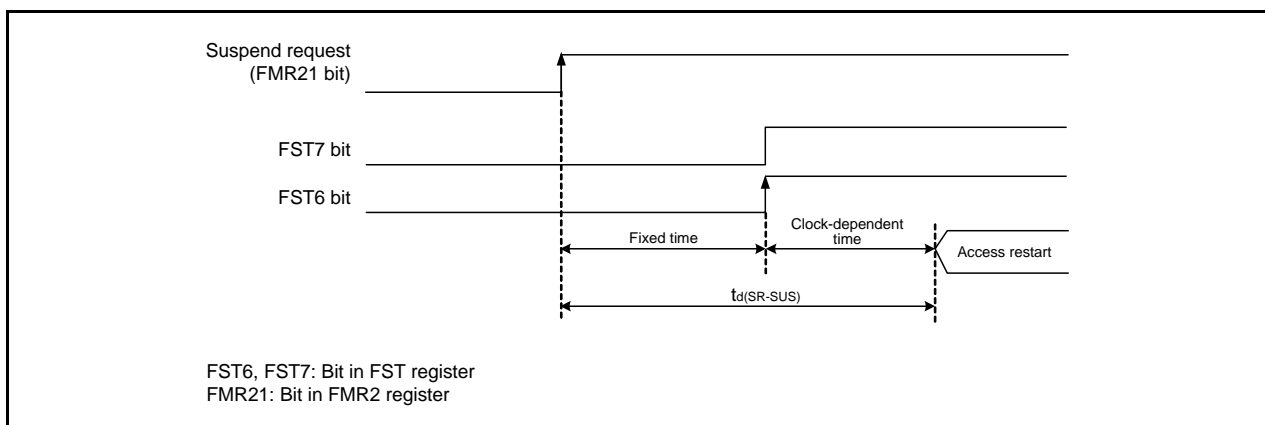 Suspend request
(FMR21 bit)
FST7 bit
FST6 bit
Fixed time
Clock-dependent
time
Access restart
td(SR-SUS)
FST6, FST7: Bit in FST register
FMR21: Bit in FMR2 register